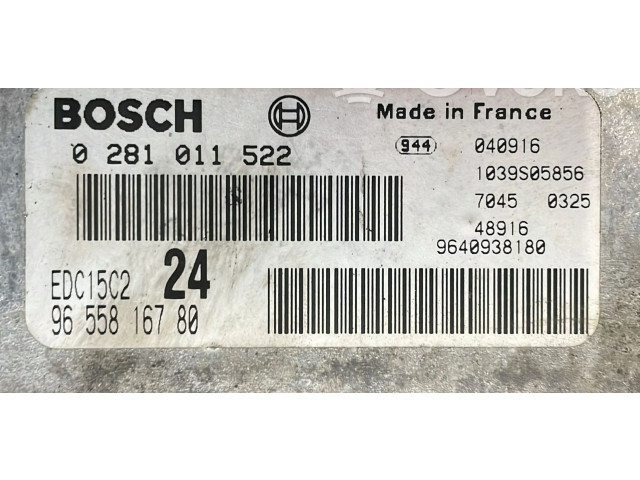 BOSCH
Made in France
0 281 011 522
944
040916
1039S05856
7045 0325
48916
9640938180
EDC15C2 24
96 558 167 80